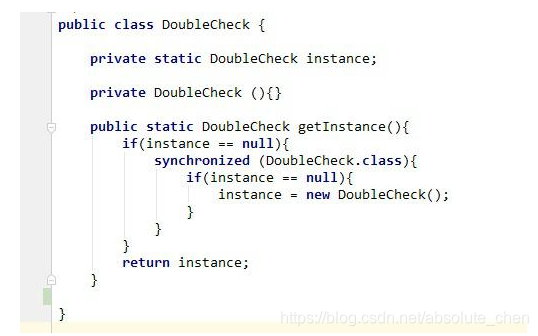 public class DoubleCheck {
private static DoubleCheck instance;
private DoubleCheck (){}
public static DoubleCheck getInstance(){
if(instance == null){
synchronized (DoubleCheck.class){
if(instance == null){
instance = new DoubleCheck();
}
}
}
return instance;
}
}
https://blog.csdn.net/absolute_chen